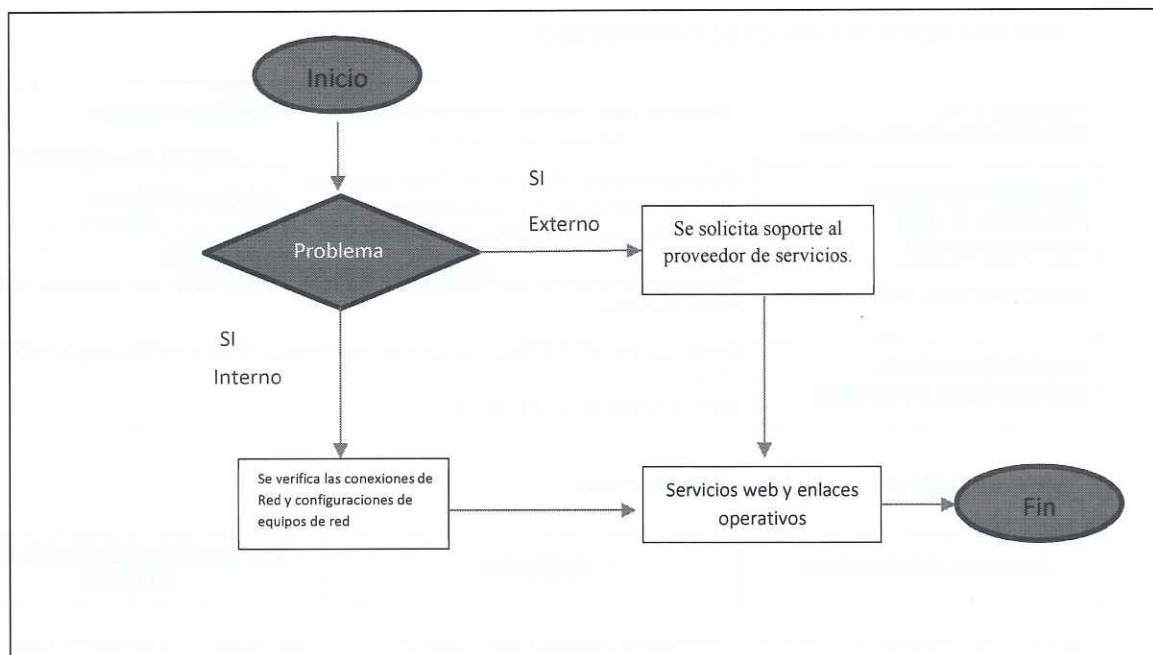 Inicio
SI
Externo
Problema
Se solicita soporte al
proveedor de servicios.
SI
Interno
Se verifica las conexiones de
Red y configuraciones de
equipos de red
Servicios web y enlaces
operativos
Fin